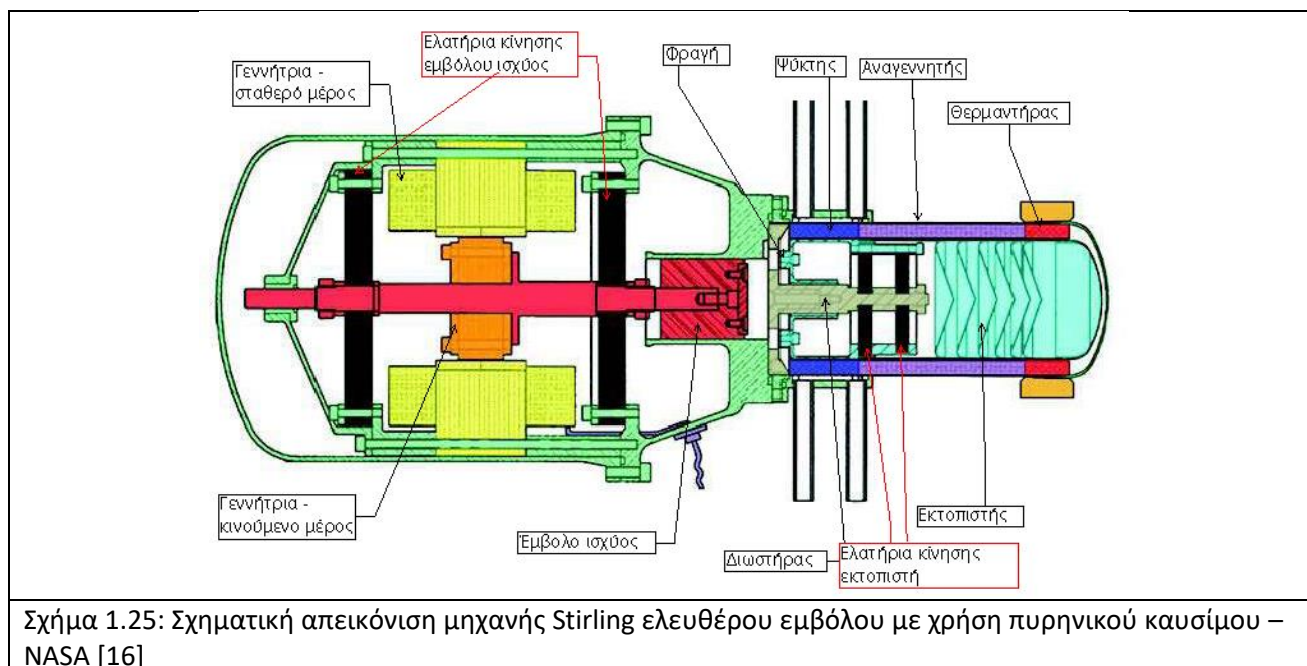 Ελατήρια κίνησης
εμβόλου ισχύος
Φραγή
Ψύκτης
Αναγεννητής
Γεννήτρια -
σταθερό μέρος
Θερμαντήρας
Γεννήτρια -
κινούμενο μέρος
Έμβολο ισχύος
Διωστήρας
Ελατήρια κίνησης
εκτοπιστή
Εκτοπιστής
Σχήμα 1.25: Σχηματική απεικόνιση μηχανής Stirling ελευθέρου εμβόλου με χρήση πυρηνικού καυσίμου –
NASA [16]